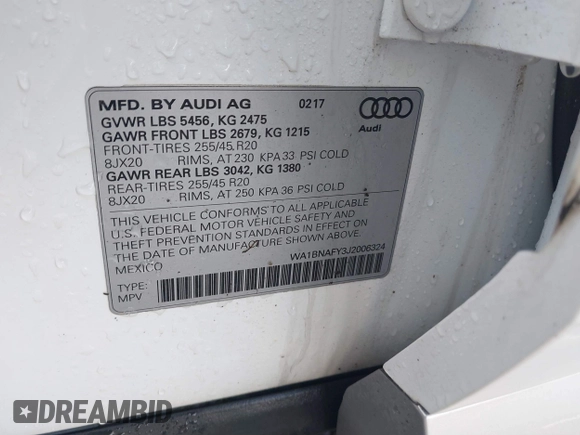 MFD. BY AUDI AG 0217
GVWR LBS 5456, KG 2475
GAWR FRONT LBS 2679, KG 1215
FRONT-TIRES 255/45 R20
8JX20 RIMS, AT 230 KPA 33 PSI COLD
GAWR REAR LBS 3042, KG 1380
REAR-TIRES 255/45 R20
8JX20 RIMS, AT 250 KPA 36 PSI COLD
Audi
THIS VEHICLE CONFORMS TO ALL APPLICABLE
U.S. FEDERAL MOTOR VEHICLE SAFETY AND
THEFT PREVENTION STANDARDS IN EFFECT ON
THE DATE OF MANUFACTURE SHOWN ABOVE.
MEXICO WA1BNAFY3J2006324
TYPE:
MPV
DREAMBID